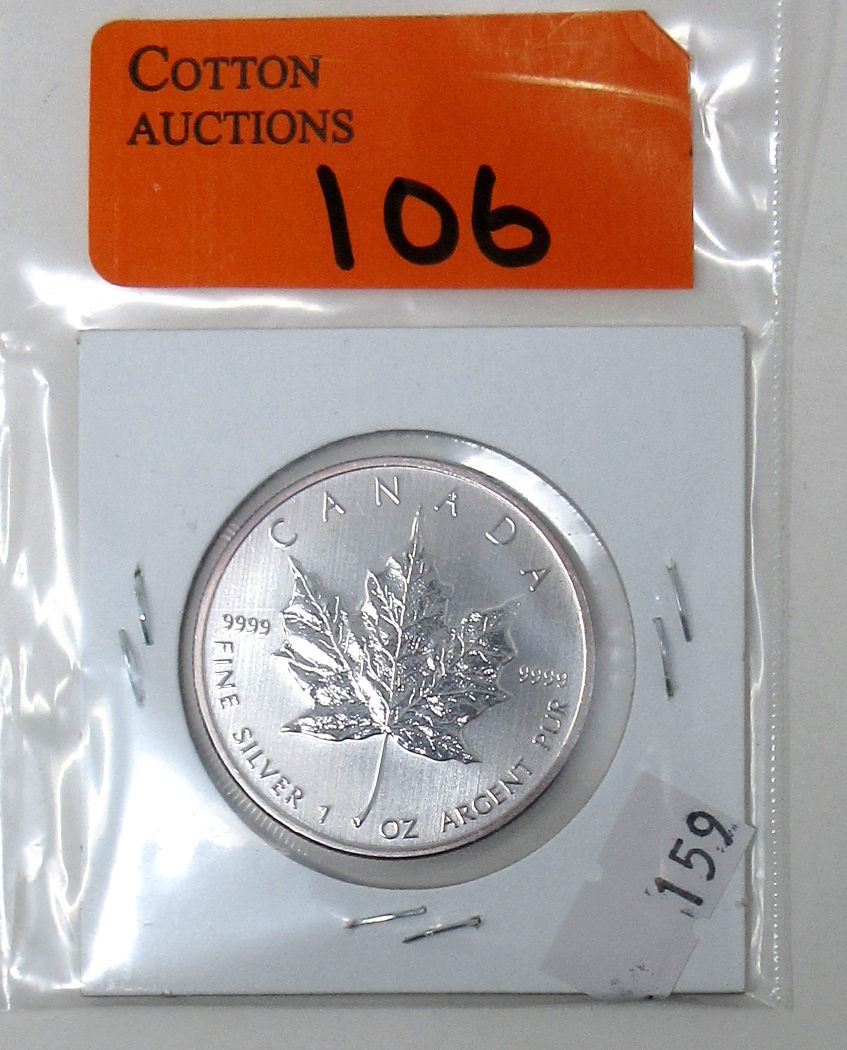 COTTON
AUCTIONS
106
CANADA
9999
9999
FINE SILVER 1 OZ ARGENT PUR
159